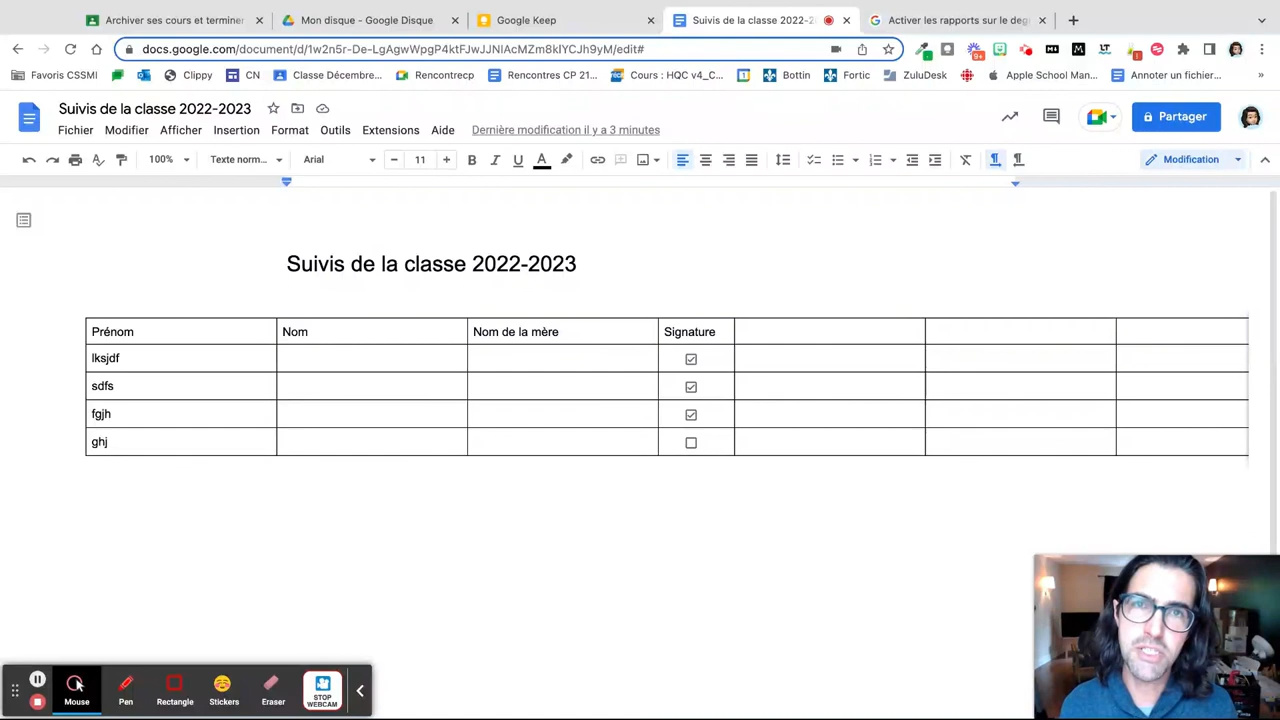 Archiver ses cours et terminer
Mon disque - Google Disque
Google Keep
Suivis de la classe 2022-2
Activer les rapports sur le deg
docs.google.com/document/d/1w2n5r-De-LgAgwWpgP4ktFJwJJNIAcMZm8kIYCJh9yM/edit#
Favoris CSSMI
Clippy
CN
Classe Décembre...
Rencontrecp
Rencontres CP 21...
Cours : HQC v4_C...
Bottin
Fortic
ZuluDesk
Apple School Man...
Annoter un fichier...
»
Suivis de la classe 2022-2023
Fichier Modifier Affichage Insertion Format Outils Extensions Aide
Dernière modification il y a 3 minutes
Partager
100% Texte norm... Arial 11
Modification
Suivis de la classe 2022-2023
Prénom Nom Nom de la mère Signature
lksjdf
sdfs
fgjh
ghj
Mouse Pen Rectangle Stickers Eraser STOP
WEBCAM